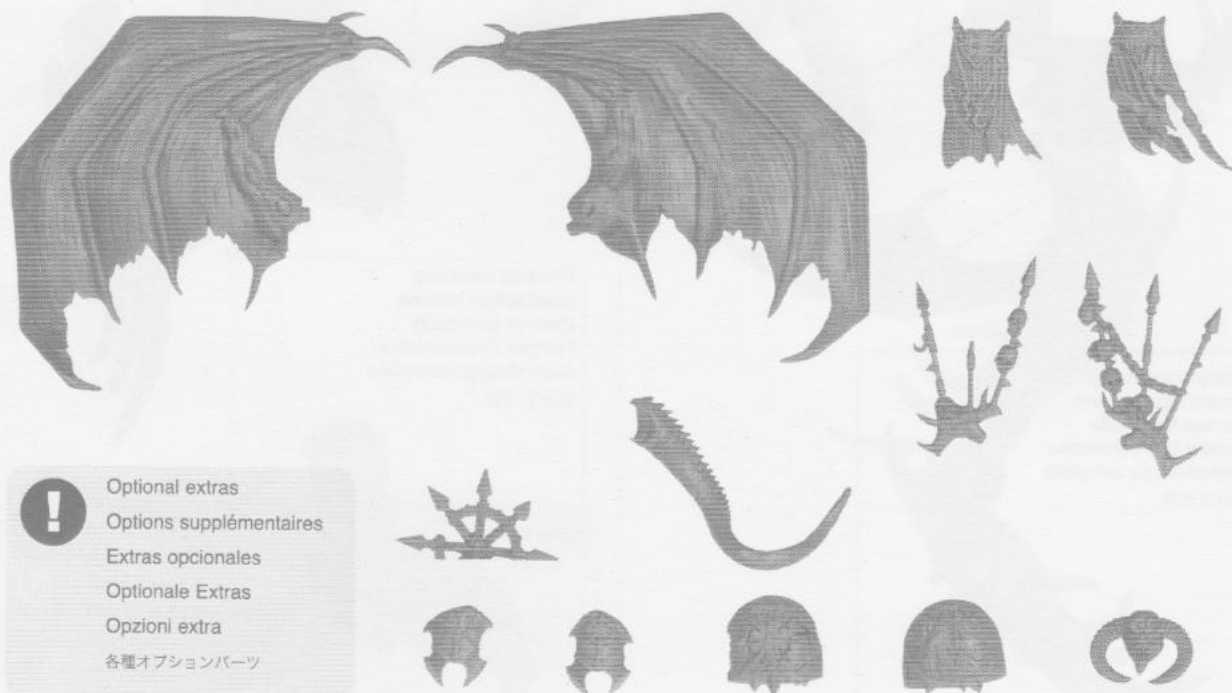 !
Optional extras
Options supplémentaires
Extras opcionales
Optionale Extras
Opzioni extra
各種オプションパーツ